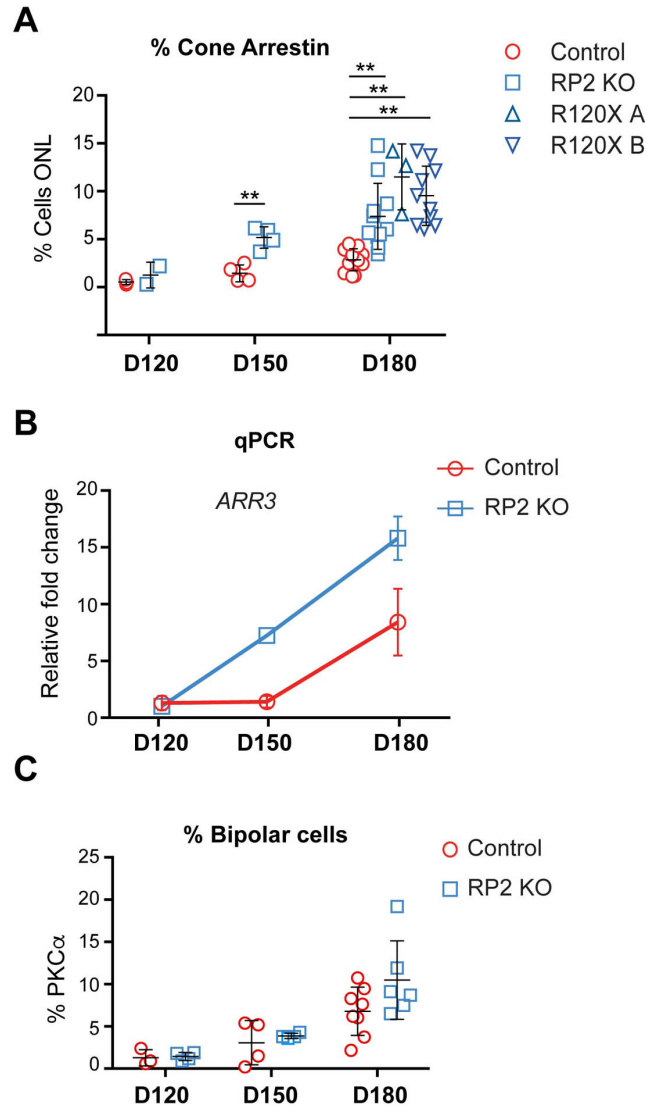 A
% Cone Arrestin
Control
RP2 KO
R120X A
R120X B
**
**
**
**
% Cells ONL
20
15
10
5
0
D120
D150
D180
B
qPCR
ARR3
Control
RP2 KO
Relative fold change
20
15
10
5
0
D120
D150
D180
C
% Bipolar cells
Control
RP2 KO
% PKCα
25
20
15
10
5
0
D120
D150
D180